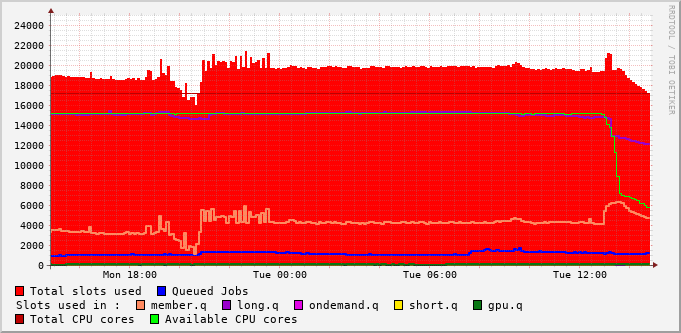 24000
22000
20000
18000
16000
14000
12000
10000
8000
6000
4000
2000
0
Mon 18:00 Tue 00:00 Tue 06:00 Tue 12:00
RRDTOOL / TOBI OETIKER
Total slots used Queued Jobs
Slots used in : member.q long.q ondemand.q short.q gpu.q
Total CPU cores Available CPU cores